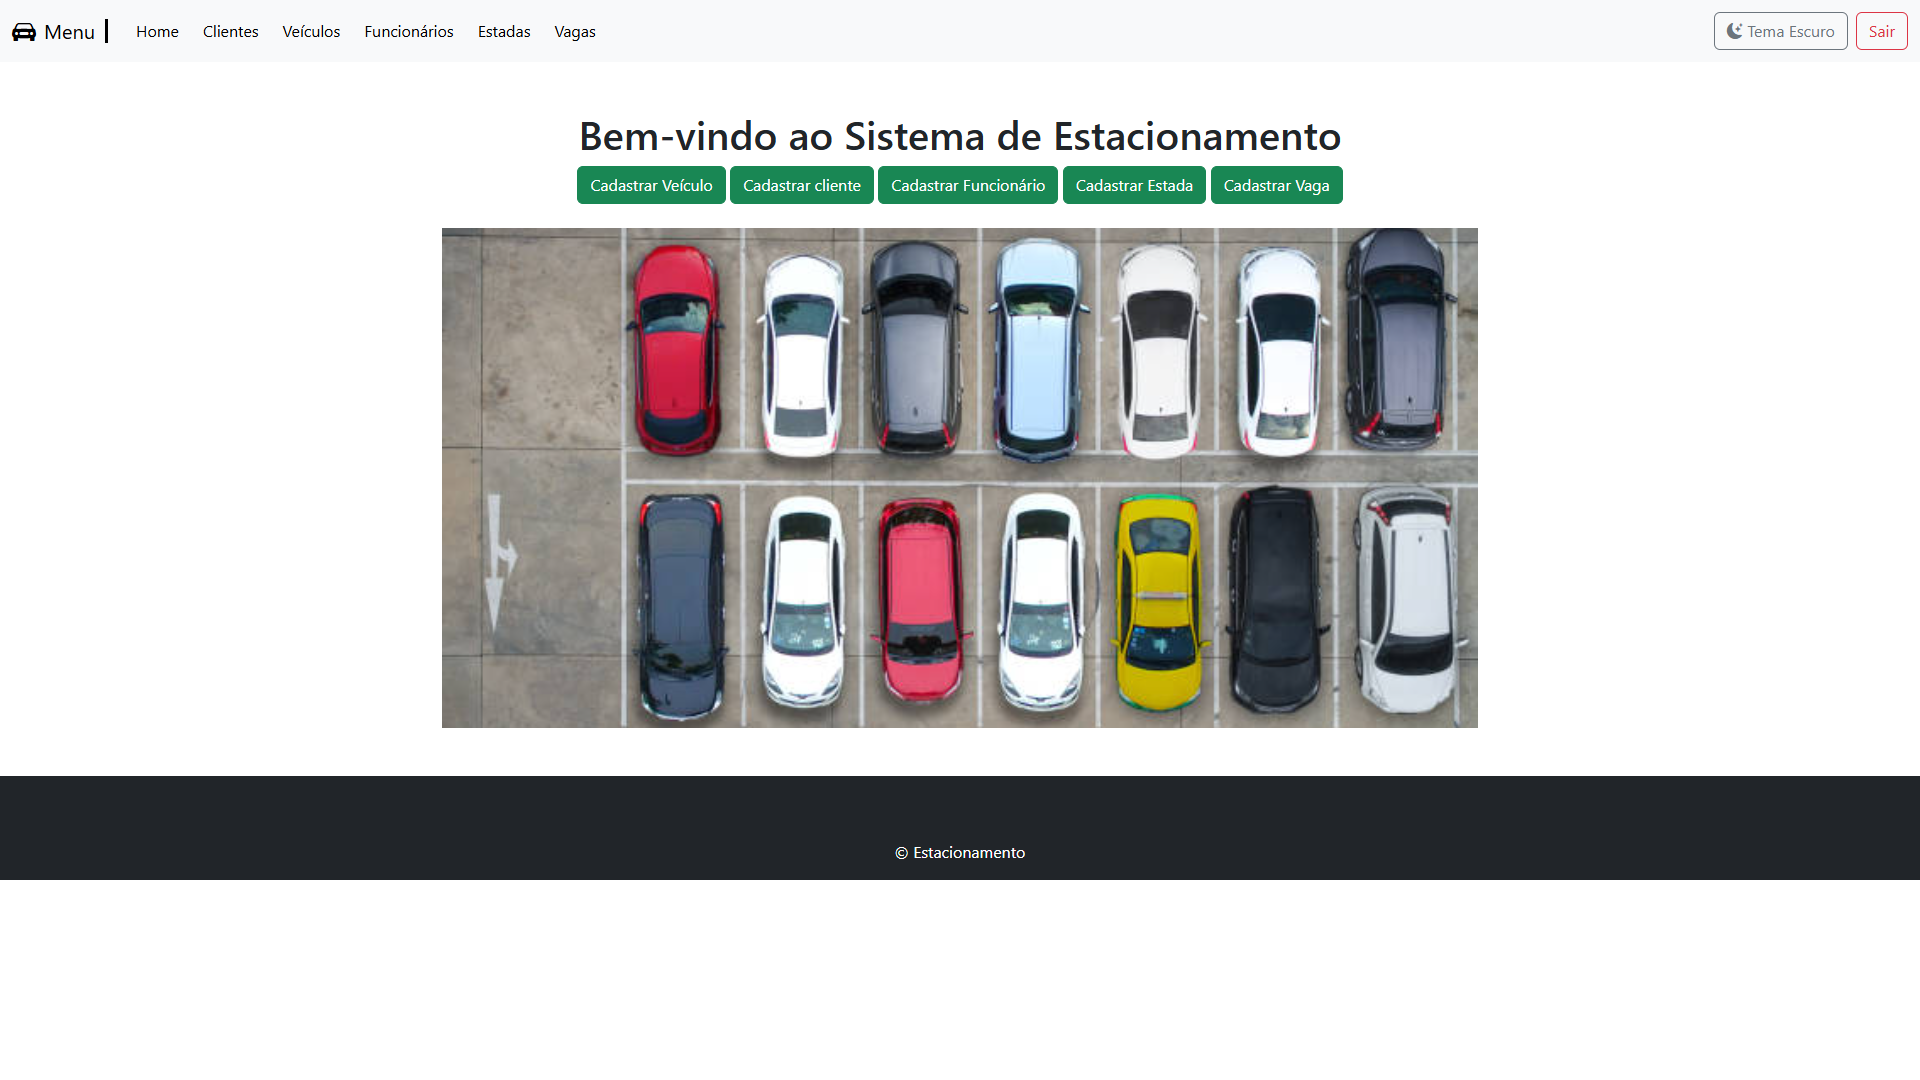 Menu
Home
Clientes
Veículos
Funcionários
Estadas
Vagas
Tema Escuro
Sair
Bem-vindo ao Sistema de Estacionamento
Cadastrar Veículo
Cadastrar cliente
Cadastrar Funcionário
Cadastrar Estada
Cadastrar Vaga
© Estacionamento